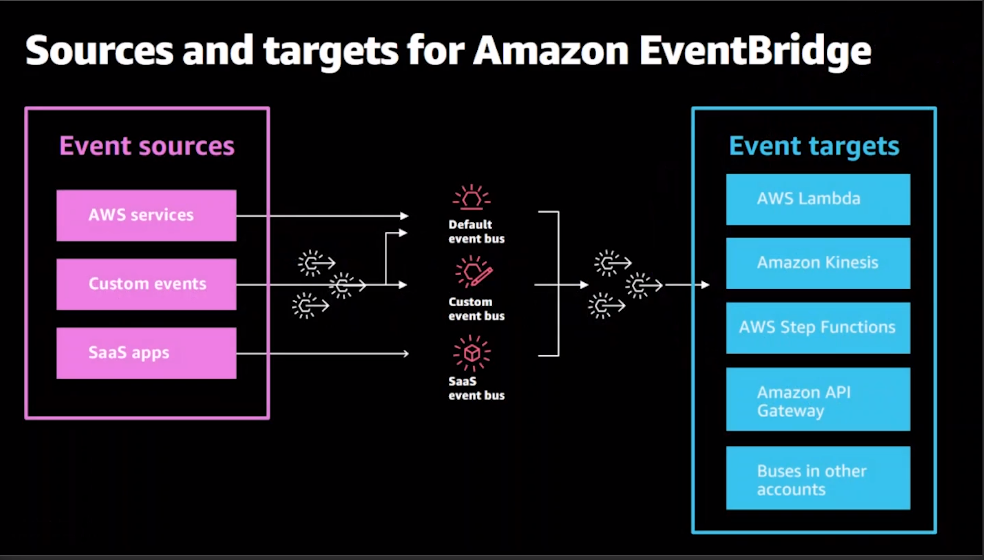 Sources and targets for Amazon EventBridge
Event sources
AWS services
Custom events
SaaS apps
Default
event bus
Custom
event bus
SaaS
event bus
Event targets
AWS Lambda
Amazon Kinesis
AWS Step Functions
Amazon API
Gateway
Buses in other
accounts